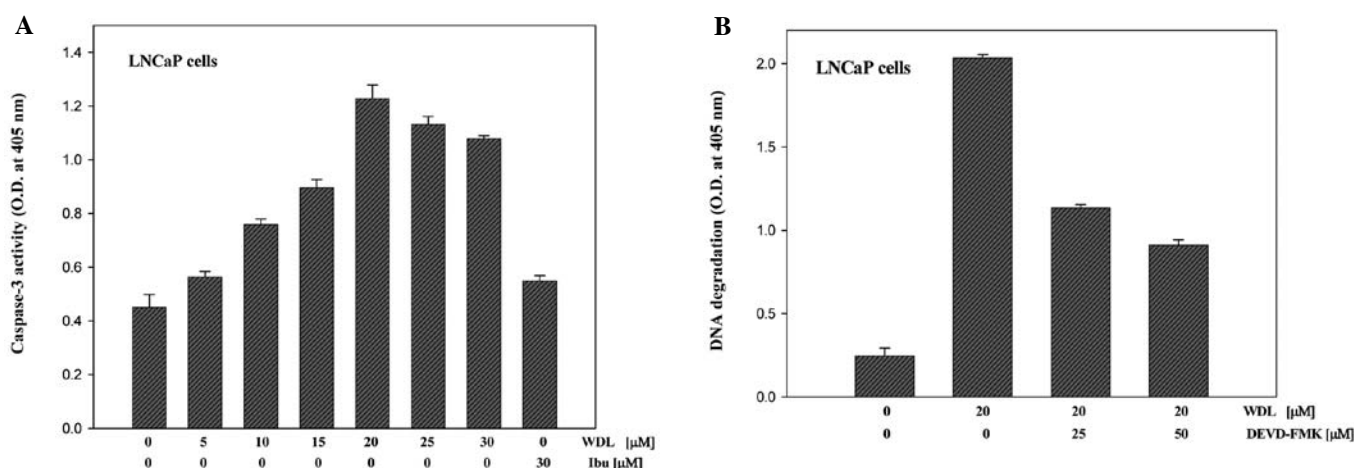 A
LNCaP cells
Caspase-3 activity (O.D. at 405 nm)
1.4
1.2
1.0
0.8
0.6
0.4
0.2
0.0
0 5 10 15 20 25 30 0 WDL [μM]
0 0 0 0 0 0 0 30 Ibu [μM]
B
LNCaP cells
DNA degradation (O.D. at 405 nm)
2.0
1.5
1.0
0.5
0.0
0 20 20 20 WDL [μM]
0 0 25 50 DEVD-FMK [μM]